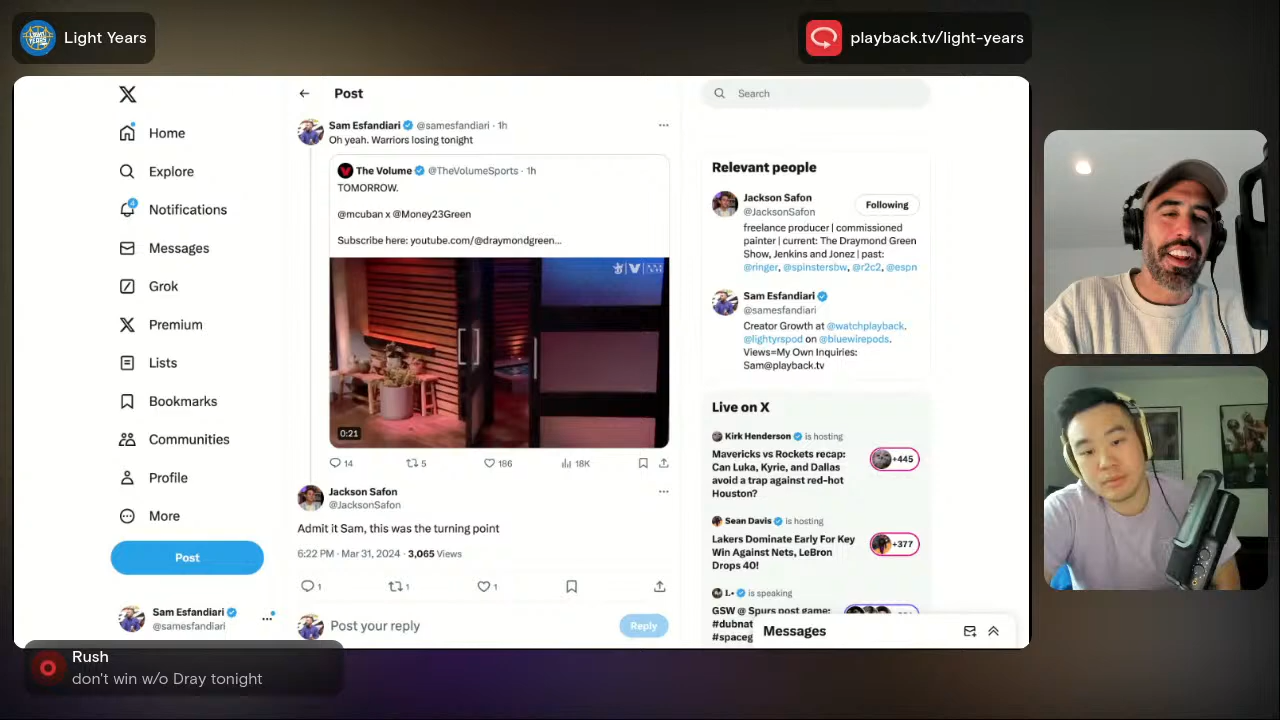 Light Years
playback.tv/light-years
Home
Explore
4
Notifications
Messages
Grok
Premium
Lists
Bookmarks
Communities
Profile
More
Post
Sam Esfandiari
@samesfandiari
Post
Sam Esfandiari @samesfandiari · 1h
Oh yeah. Warriors losing tonight
The Volume @TheVolumeSports · 1h
TOMORROW.
@mcuban x @Money23Green
Subscribe here: youtube.com/@draymondgreen...
0:21
14 5 186 18K
Jackson Safon
@JacksonSafon
Admit it Sam, this was the turning point
6:22 PM · Mar 31, 2024 · 3,065 Views
1 1 1
Post your reply
Reply
Search
Relevant people
Jackson Safon
@JacksonSafon
Following
freelance producer | commissioned
painter | current: The Draymond Green
Show, Jenkins and Jonez | past:
@ringer, @spinstersbw, @r2c2, @espn
Sam Esfandiari
@samesfandiari
Creator Growth at @watchplayback.
@lightyrspod on @bluewirepods.
Views=My Own Inquiries:
Sam@playback.tv
Live on X
Kirk Henderson is hosting
Mavericks vs Rockets recap:
Can Luka, Kyrie, and Dallas
avoid a trap against red-hot
Houston?
+445
Sean Davis is hosting
Lakers Dominate Early For Key
Win Against Nets, LeBron
Drops 40!
+377
is speaking
GSW @ Spurs post game:
#dubnat
#spaceg
Messages
Rush
don't win w/o Dray tonight